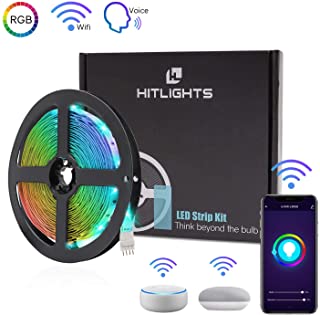 RGB
Wifi
Voice
HITLIGHTS
LED Strip Kit
Think beyond the bulb